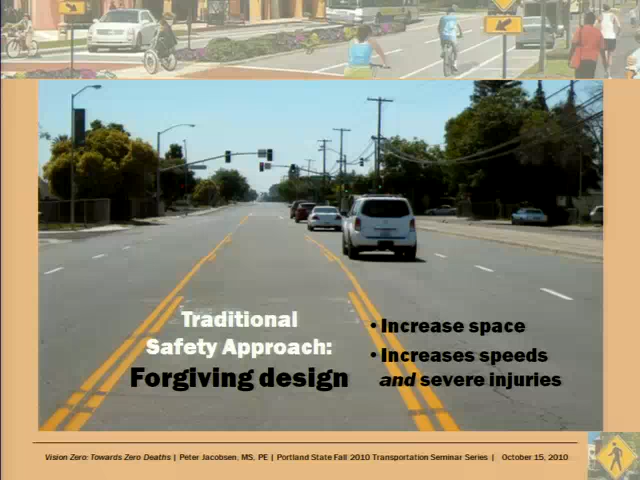 Traditional
Safety Approach:
Forgiving design
• Increase space
• Increases speeds
and severe injuries
Vision Zero: Towards Zero Deaths | Peter Jacobsen, MS, PE | Portland State Fall 2010 Transportation Seminar Series | October 15, 2010